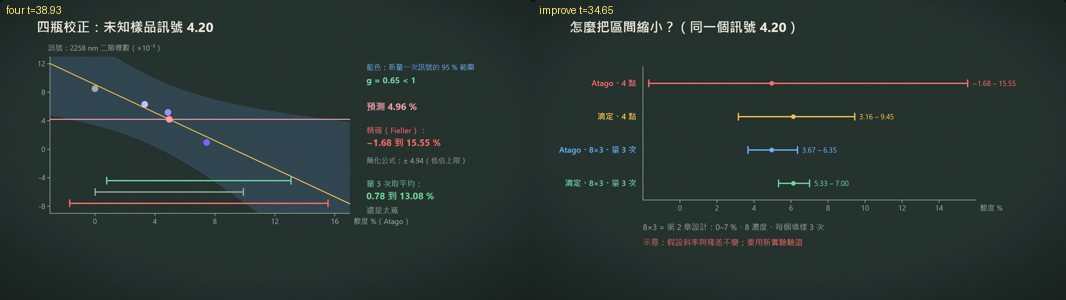 four t=38.93
四瓶校正：未知樣品訊號 4.20
訊號：2258 nm 二階導數（×10⁻⁵）
12
8
4
0
-4
-8
0
4
8
12
16
酸度 %（Atago）
藍色：新量一次訊號的 95 % 範圍
g = 0.65 < 1
預測 4.96 %
精確（Fieller）：
−1.68 到 15.55 %
簡化公式：± 4.94（低估上限）
量 3 次取平均：
0.78 到 13.08 %
還是太寬
improve t=34.65
怎麼把區間縮小？（同一個訊號 4.20）
Atago、4 點
−1.68 – 15.55
滴定、4 點
3.16 – 9.45
Atago、8×3、量 3 次
3.67 – 6.35
滴定、8×3、量 3 次
5.33 – 7.00
0
2
4
6
8
10
12
14
酸度 %
8×3 = 第 2 章設計：0–7 %、8 濃度、每個填樣 3 次
示意：假設斜率與殘差不變；要用新實驗驗證